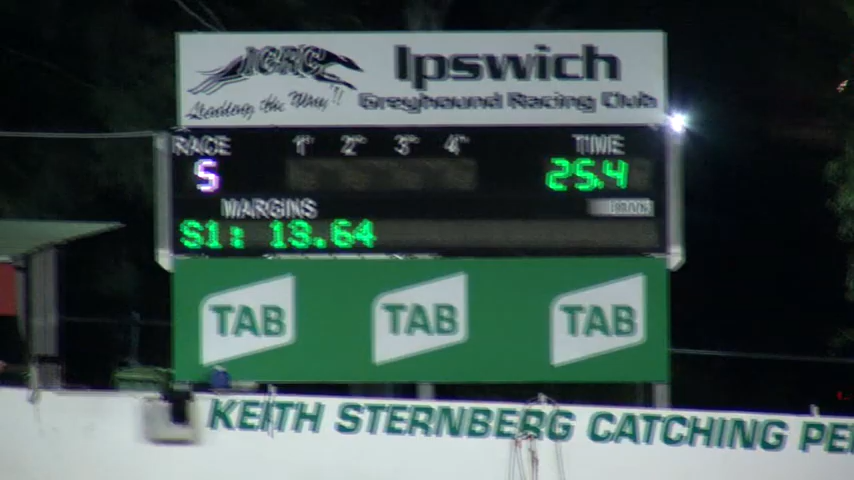 ICRC Ipswich
Leading the Way!! Greyhound Racing Club
RACE 1st 2nd 3rd 4th TIME
5 25.4
MARGINS
S1: 13.64
TAB TAB TAB
KEITH STERNBERG CATCHING PE